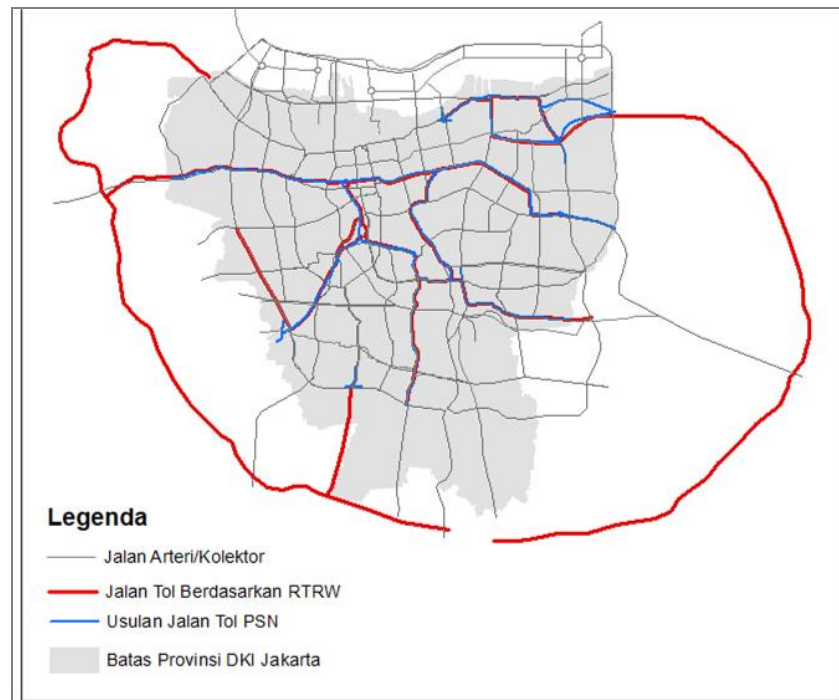 Legenda
Jalan Arteri/Kolektor
Jalan Tol Berdasarkan RTRW
Usulan Jalan Tol PSN
Batas Provinsi DKI Jakarta